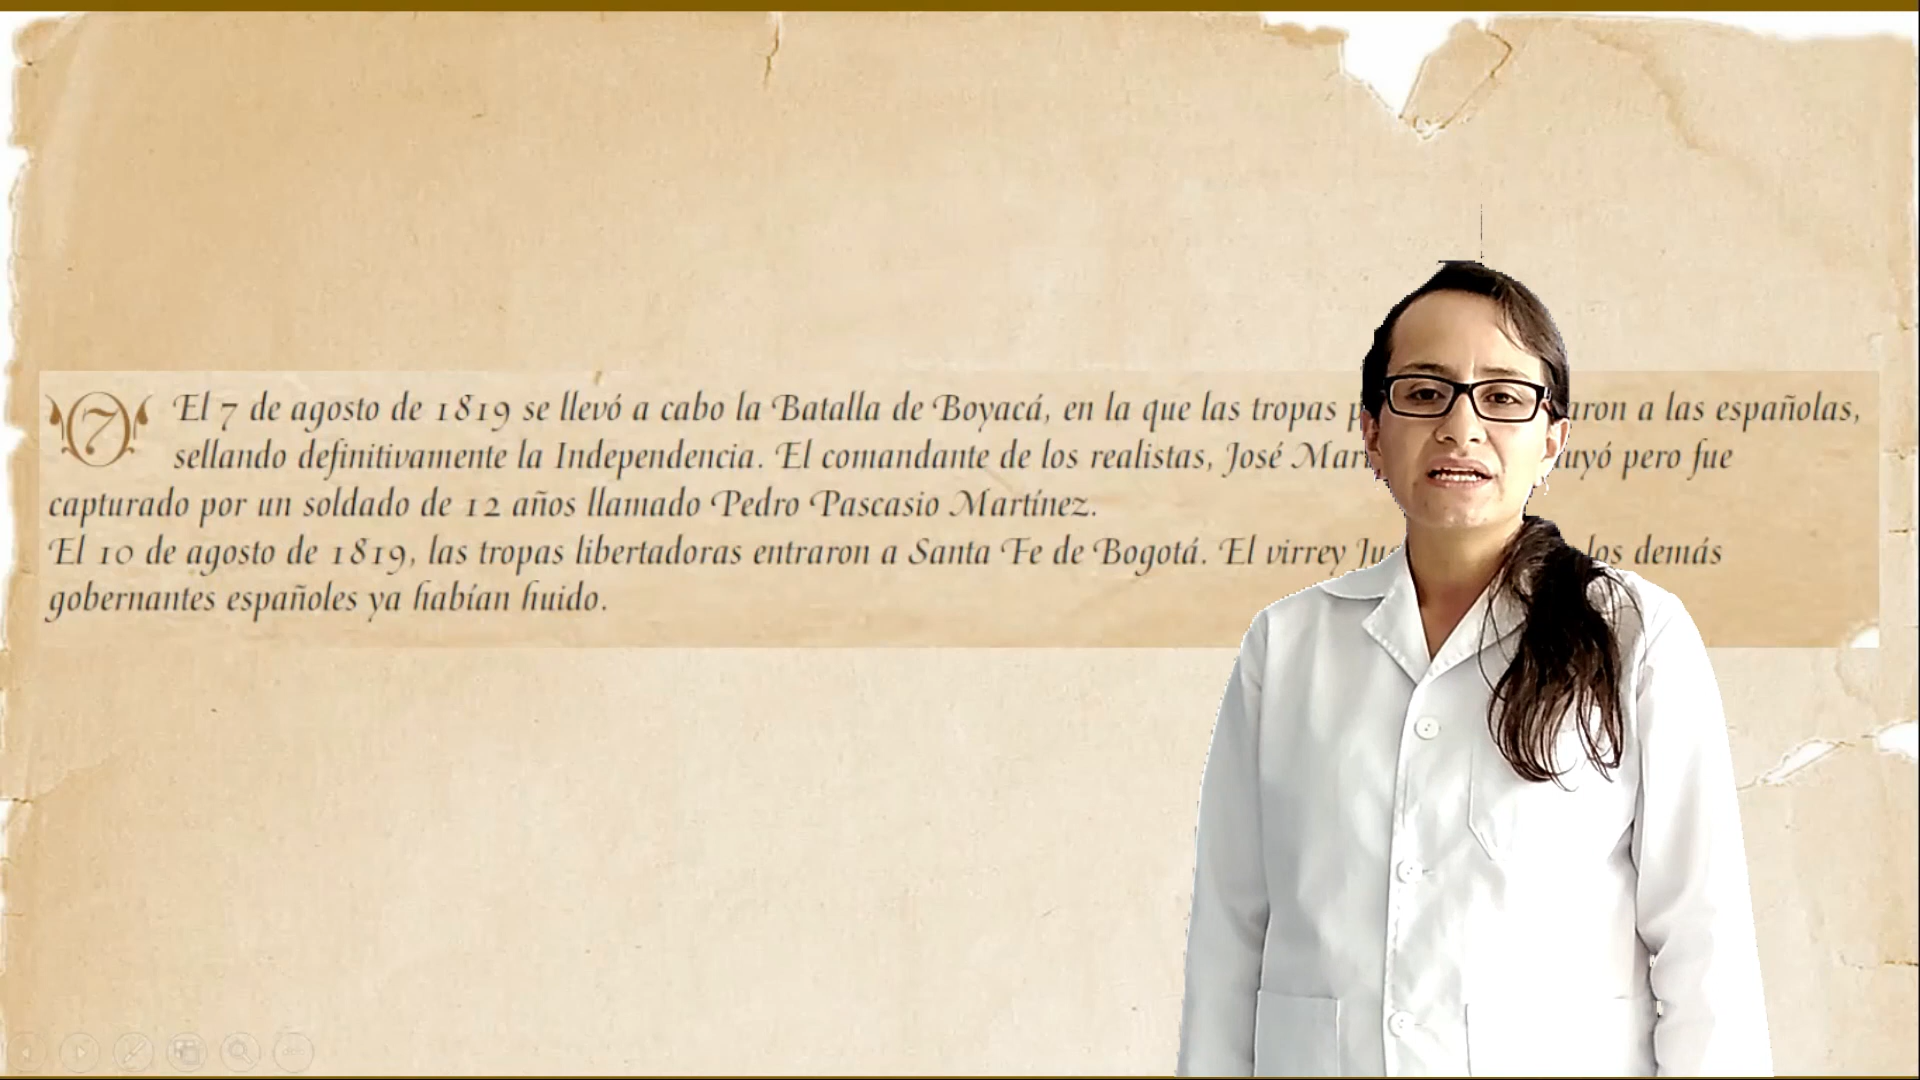 7 El 7 de agosto de 1819 se llevó a cabo la Batalla de Boyacá, en la que las tropas a las españolas,
sellando definitivamente la Independencia. El comandante de los realistas, José pero fue
capturado por un soldado de 12 años llamado Pedro Pascasio Martínez.
El 10 de agosto de 1819, las tropas libertadoras entraron a Santa Fe de Bogotá. El virrey los demás
gobernantes españoles ya habían huido.